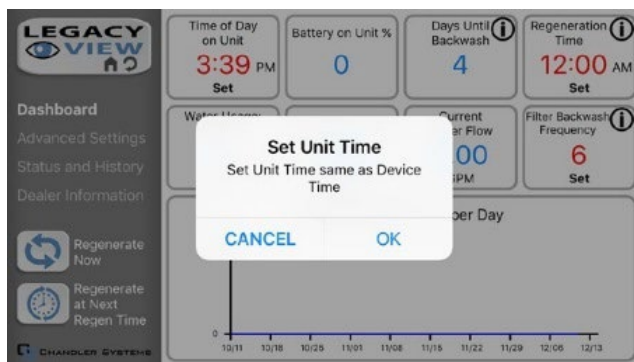 LEGACY
VIEW
Dashboard
Advanced Settings
Status and History
Dealer Information
Regenerate
Now
Regenerate
at Next
Regen Time
CHANDLER SYSTEMS
Time of Day
on Unit
3:39 PM
Set
Battery on Unit %
0
Days Until
Backwash
4
Regeneration
Time
12:00 AM
Set
Water Usage
Current
Flow
00
GPM
Filter Backwash
Frequency
6
Set
Set Unit Time
Set Unit Time same as Device
Time
CANCEL
OK
per Day
0
10/11 10/18 10/25 11/01 11/08 11/15 11/22 11/29 12/06 12/13